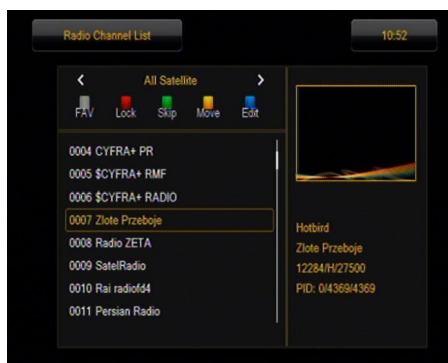 Radio Channel List
10:52
All Satellite
FAV Lock Skip Move Edit
0004 CYFRA+ PR
0005 $CYFRA+ RMF
0006 $CYFRA+ RADIO
0007 Zlote Przeboje
0008 Radio ZETA
0009 SatelRadio
0010 Rai radiofd4
0011 Persian Radio
Hotbird
Zlote Przeboje
12284/H/27500
PID: 0/4369/4369